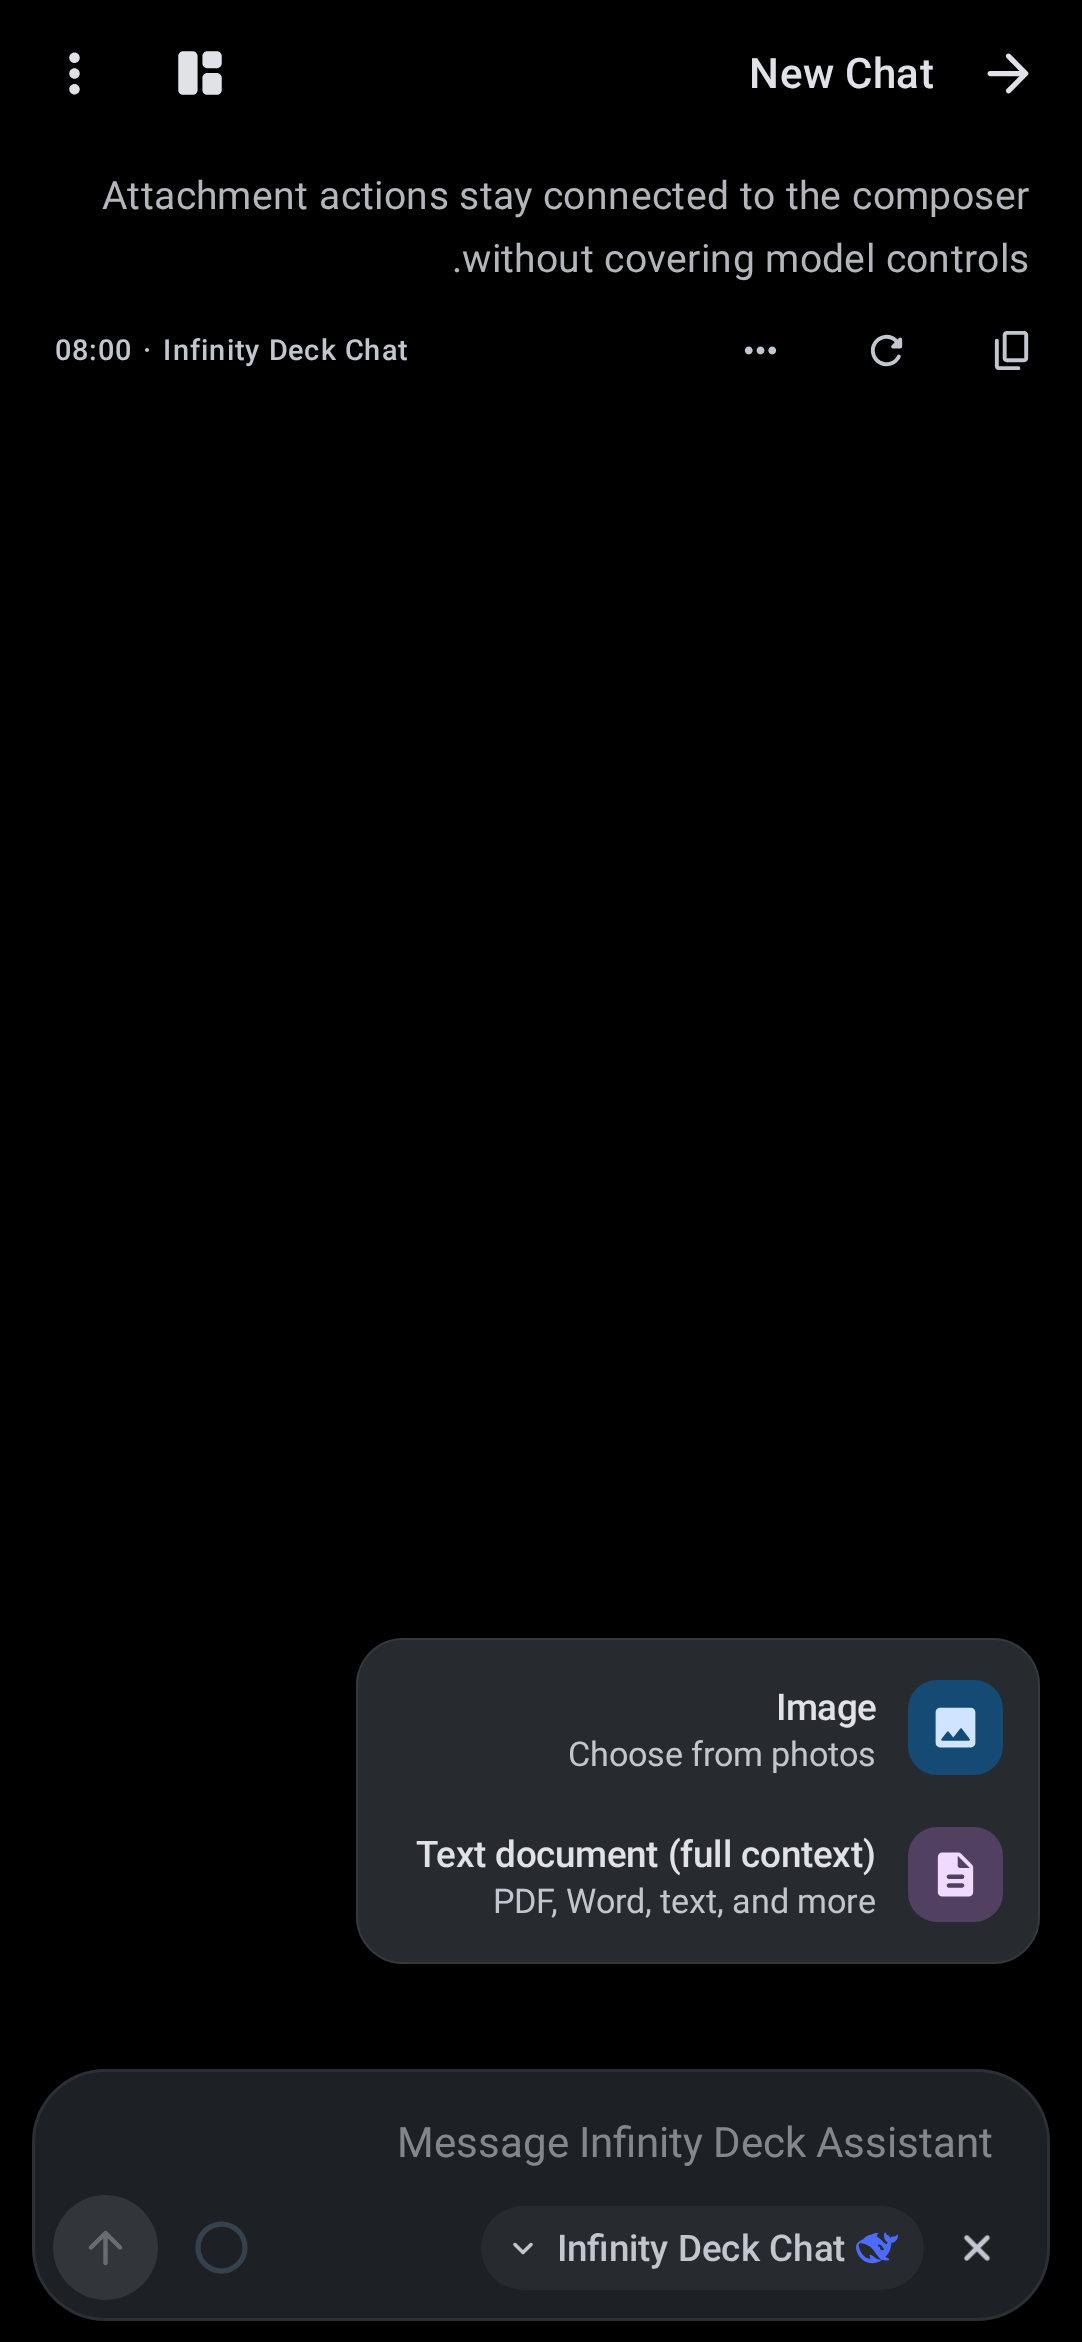 New Chat
Attachment actions stay connected to the composer
.without covering model controls
08:00 · Infinity Deck Chat
Image
Choose from photos
Text document (full context)
PDF, Word, text, and more
Message Infinity Deck Assistant
Infinity Deck Chat